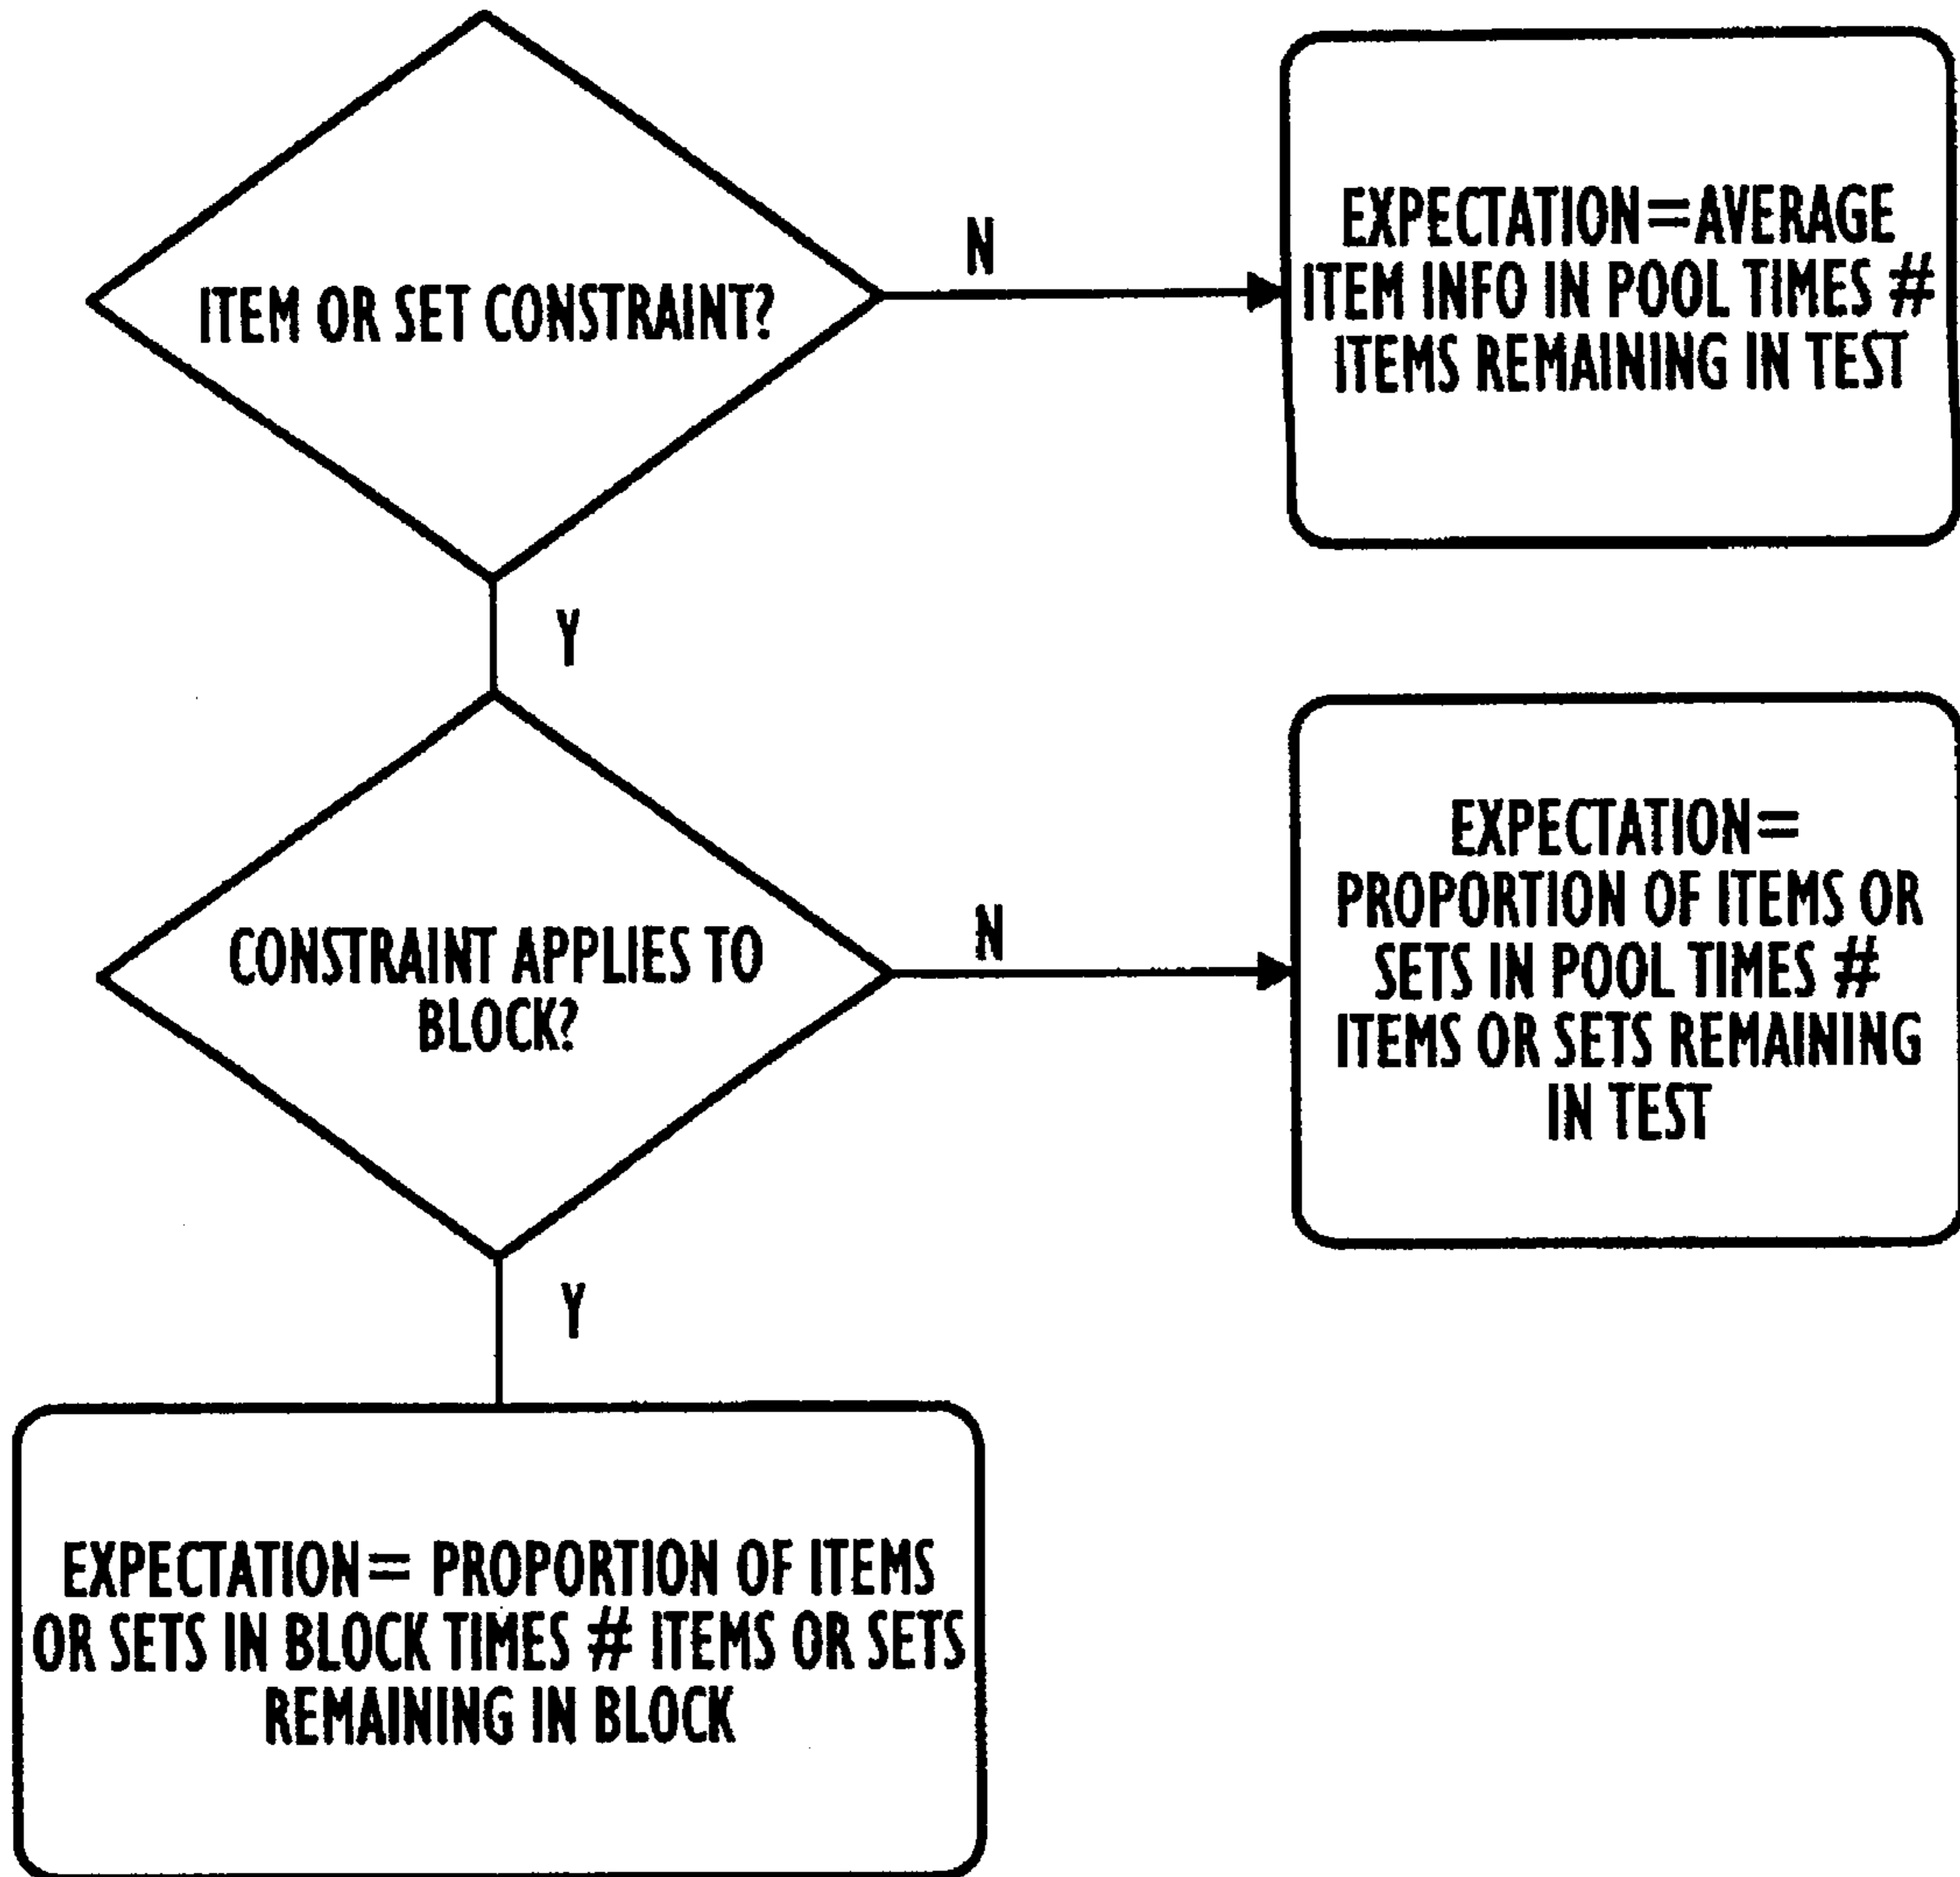 ITEM OR SET CONSTRAINT?
N
EXPECTATION=AVERAGE
ITEM INFO IN POOL TIMES #
ITEMS REMAINING IN TEST
Y
CONSTRAINT APPLIES TO
BLOCK?
N
EXPECTATION=
PROPORTION OF ITEMS OR
SETS IN POOL TIMES #
ITEMS OR SETS REMAINING
IN TEST
Y
EXPECTATION= PROPORTION OF ITEMS
OR SETS IN BLOCK TIMES # ITEMS OR SETS
REMAINING IN BLOCK